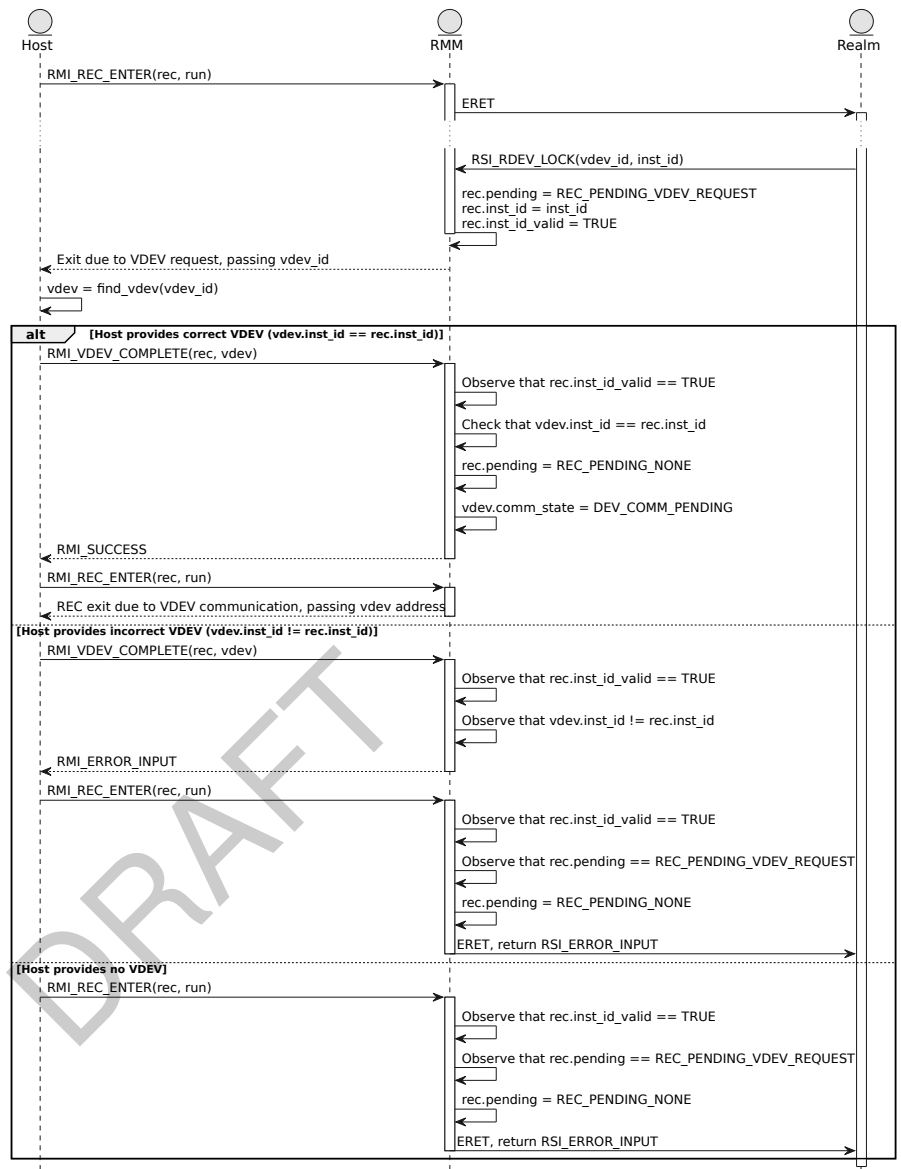 Host
RMM
Realm
RMI_REC_ENTER(rec, run)
ERET
RSI_RDEV_LOCK(vdev_id, inst_id)
rec.pending = REC_PENDING_VDEV_REQUEST
rec.inst_id = inst_id
rec.inst_id_valid = TRUE
Exit due to VDEV request, passing vdev_id
vdev = find_vdev(vdev_id)
alt [Host provides correct VDEV (vdev.inst_id == rec.inst_id)]
RMI_VDEV_COMPLETE(rec, vdev)
Observe that rec.inst_id_valid == TRUE
Check that vdev.inst_id == rec.inst_id
rec.pending = REC_PENDING_NONE
vdev.comm_state = DEV_COMM_PENDING
RMI_SUCCESS
RMI_REC_ENTER(rec, run)
REC exit due to VDEV communication, passing vdev address
[Host provides incorrect VDEV (vdev.inst_id != rec.inst_id)]
RMI_VDEV_COMPLETE(rec, vdev)
Observe that rec.inst_id_valid == TRUE
Observe that vdev.inst_id != rec.inst_id
RMI_ERROR_INPUT
RMI_REC_ENTER(rec, run)
Observe that rec.inst_id_valid == TRUE
Observe that rec.pending == REC_PENDING_VDEV_REQUEST
rec.pending = REC_PENDING_NONE
ERET, return RSI_ERROR_INPUT
[Host provides no VDEV]
RMI_REC_ENTER(rec, run)
Observe that rec.inst_id_valid == TRUE
Observe that rec.pending == REC_PENDING_VDEV_REQUEST
rec.pending = REC_PENDING_NONE
ERET, return RSI_ERROR_INPUT
DRAFT